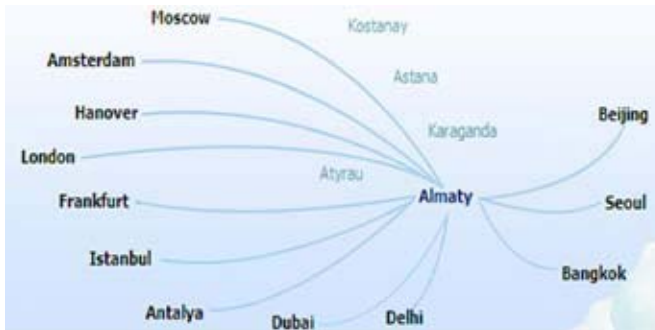 Moscow
Kostanay
Amsterdam
Astana
Hanover
Karaganda
Beijing
London
Atyrau
Almaty
Frankfurt
Seoul
Istanbul
Bangkok
Antalya
Dubai
Delhi